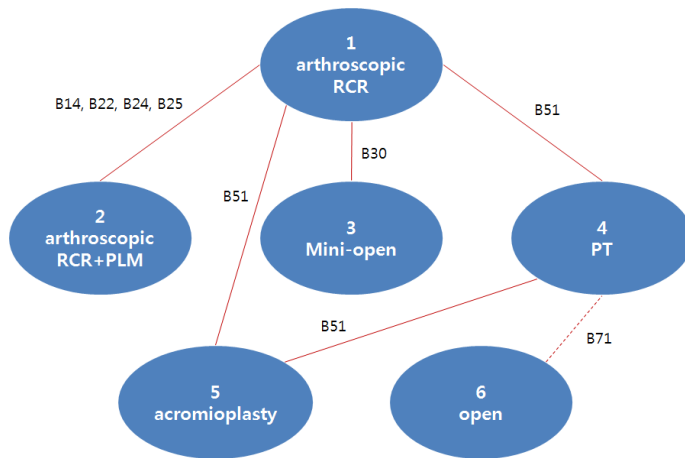 1
arthroscopic
RCR
B14, B22, B24, B25
B51
B30
B51
2
arthroscopic
RCR+PLM
3
Mini-open
4
PT
B51
B71
5
acromioplasty
6
open